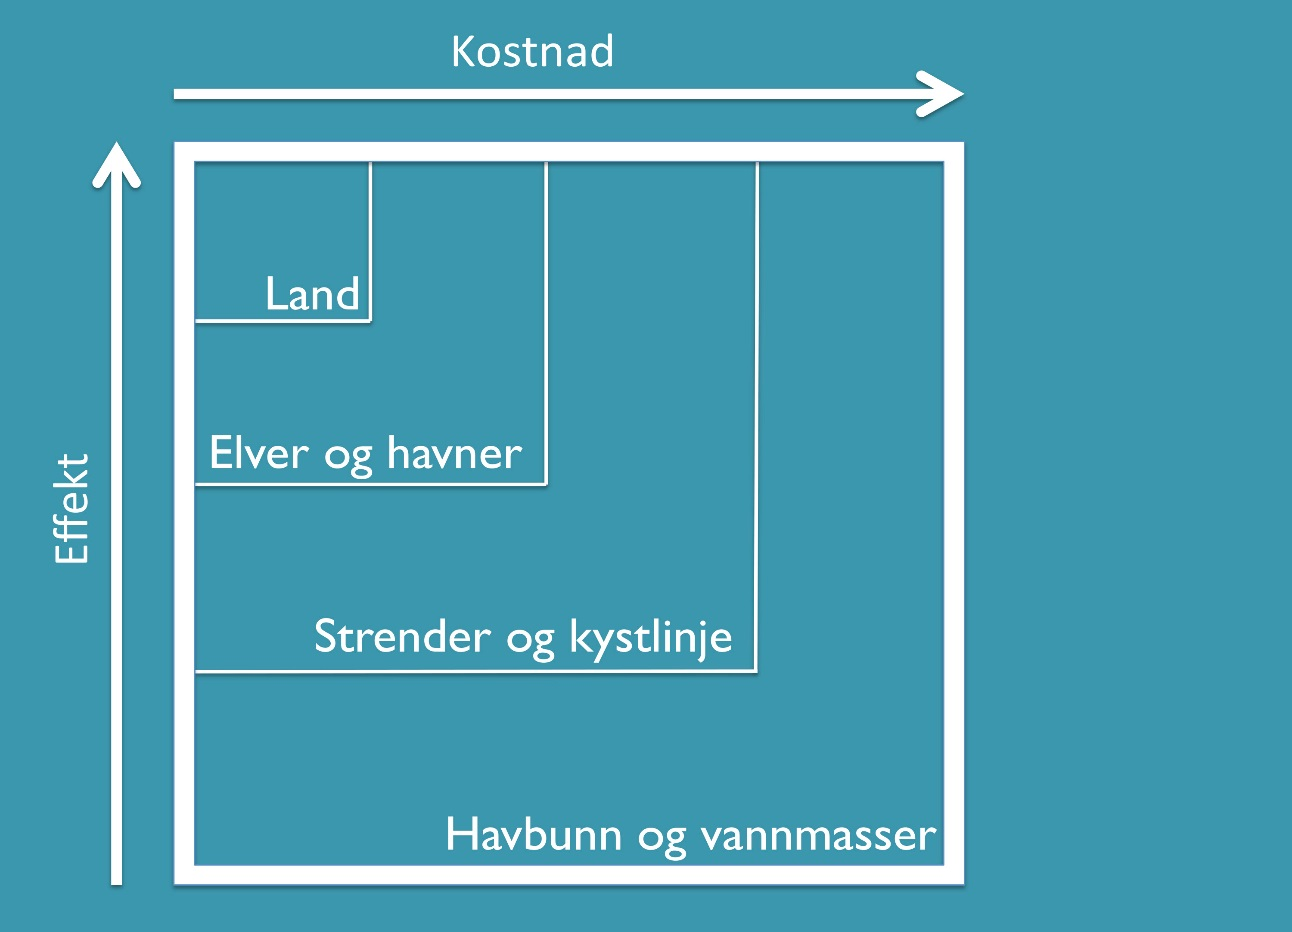 Kostnad
Effekt
Land
Elver og havner
Strender og kystlinje
Havbunn og vannmasser